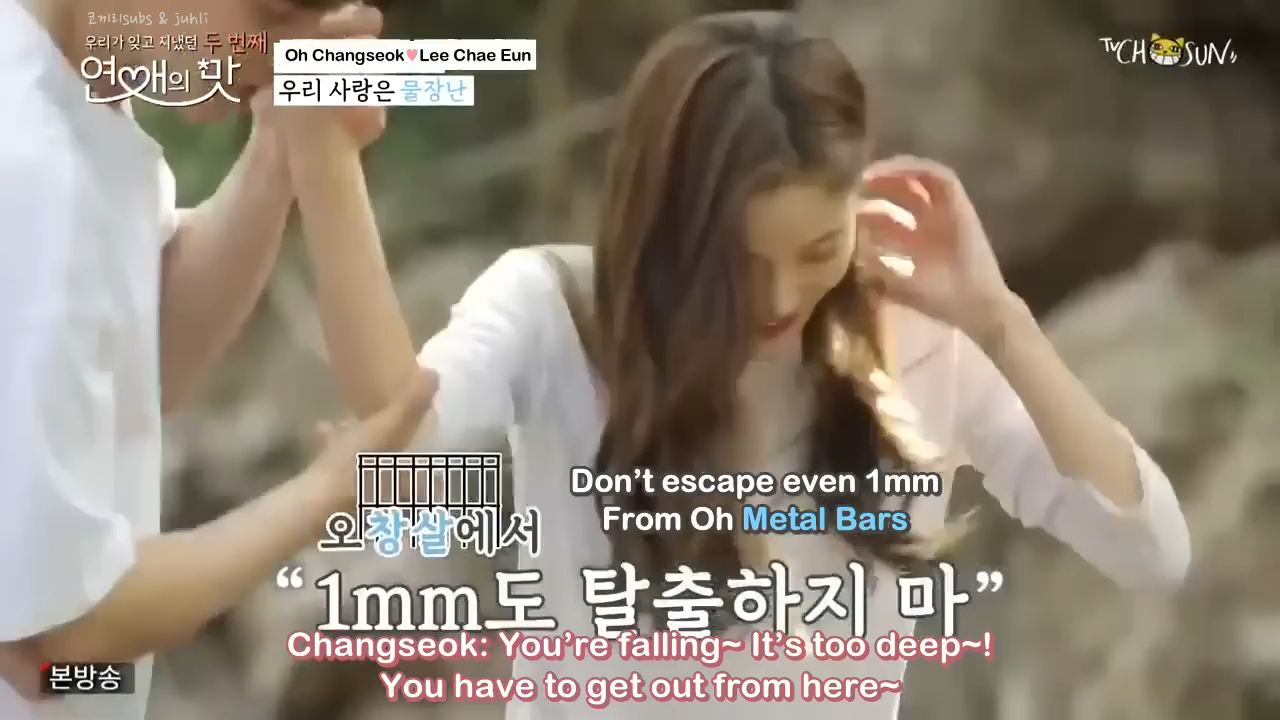 코끼리subs & juhli
우리가 잊고 지냈던 두 번째
연애의 맛
Oh Changseok♥Lee Chae Eun
우리 사랑은 물장난
TV CHOSUN
Don't escape even 1mm
From Oh Metal Bars
오창살에서
“1mm도 탈출하지 마”
Changseok: You're falling~ It's too deep~!
You have to get out from here~
본방송